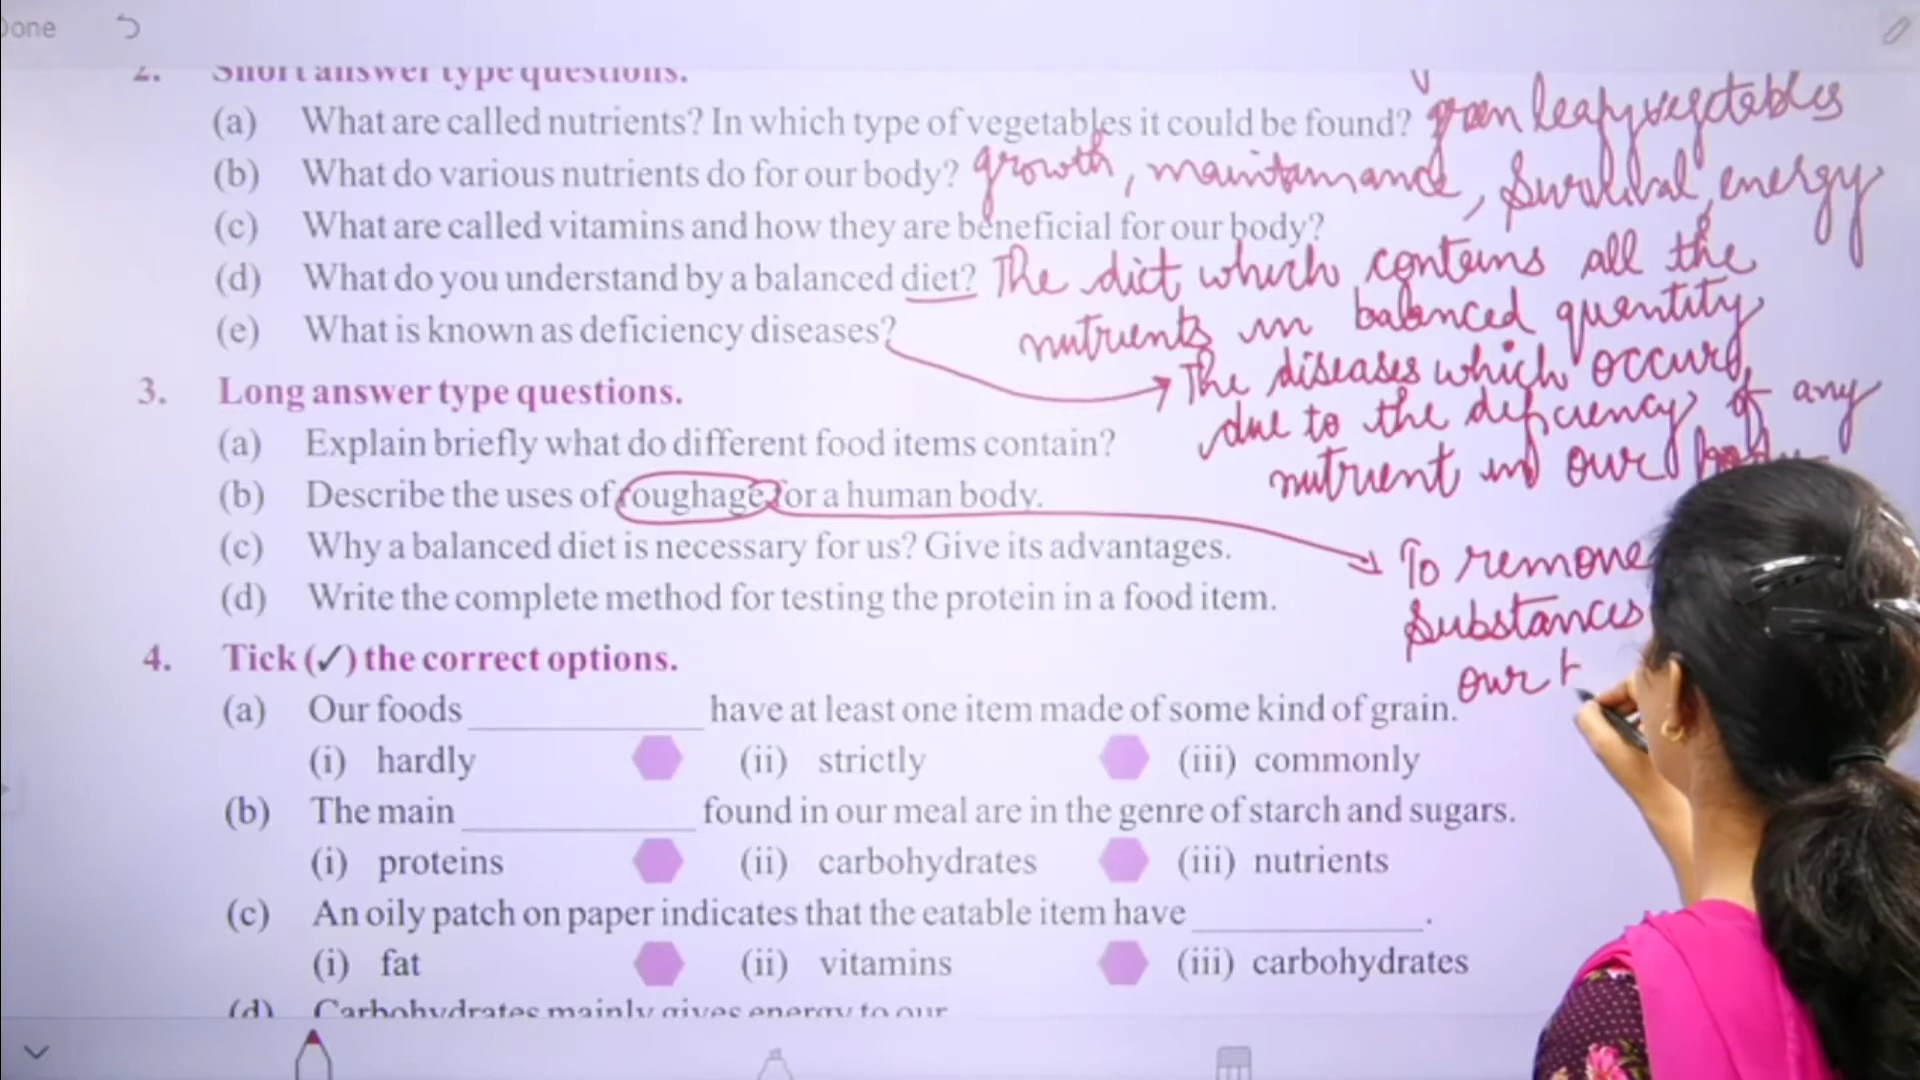 Done
2. Short answer type questions.
(a) What are called nutrients? In which type of vegetables it could be found? green leafy vegetables
(b) What do various nutrients do for our body? growth, maintanance, Survival, energy
(c) What are called vitamins and how they are beneficial for our body?
(d) What do you understand by a balanced diet? The diet which contains all the
nutrients in balanced quantity
(e) What is known as deficiency diseases?
The diseases which occurs
due to the deficiency of any
nutrient in our body
3. Long answer type questions.
(a) Explain briefly what do different food items contain?
(b) Describe the uses of roughage for a human body.
(c) Why a balanced diet is necessary for us? Give its advantages.
To remove
substances
our
(d) Write the complete method for testing the protein in a food item.
4. Tick (✓) the correct options.
(a) Our foods ____________ have at least one item made of some kind of grain.
(i) hardly (ii) strictly (iii) commonly
(b) The main ____________ found in our meal are in the genre of starch and sugars.
(i) proteins (ii) carbohydrates (iii) nutrients
(c) An oily patch on paper indicates that the eatable item have ____________.
(i) fat (ii) vitamins (iii) carbohydrates
(d) Carbohydrates mainly gives energy to our